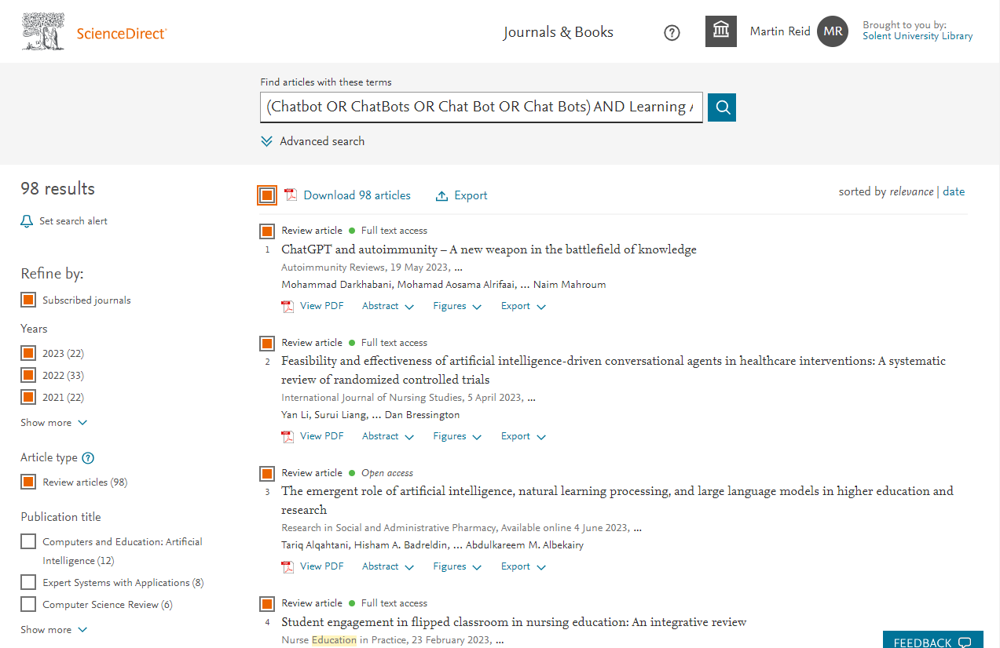 ScienceDirect
Journals & Books
?
Martin Reid
MR
Brought to you by:
Solent University Library
Find articles with these terms
(Chatbot OR ChatBots OR Chat Bot OR Chat Bots) AND Learning
Advanced search
98 results
Set search alert
Refine by:
Subscribed journals
Years
2023 (22)
2022 (33)
2021 (22)
Show more
Article type ?
Review articles (98)
Publication title
Computers and Education: Artificial
Intelligence (12)
Expert Systems with Applications (8)
Computer Science Review (6)
Show more
Download 98 articles Export
sorted by relevance | date
Review article Full text access
1 ChatGPT and autoimmunity – A new weapon in the battlefield of knowledge
Autoimmunity Reviews, 19 May 2023, ...
Mohammad Darkhabani, Mohamad Aosama Alrifaai, ... Naim Mahroum
View PDF Abstract Figures Export
Review article Full text access
2 Feasibility and effectiveness of artificial intelligence-driven conversational agents in healthcare interventions: A systematic
review of randomized controlled trials
International Journal of Nursing Studies, 5 April 2023, ...
Yan Li, Surui Liang, ... Dan Bressington
View PDF Abstract Figures Export
Review article Open access
3 The emergent role of artificial intelligence, natural learning processing, and large language models in higher education and
research
Research in Social and Administrative Pharmacy, Available online 4 June 2023, ...
Tariq Alqahtani, Hisham A. Badreldin, ... Abdulkareem M. Albekairy
View PDF Abstract Figures Export
Review article Full text access
4 Student engagement in flipped classroom in nursing education: An integrative review
Nurse Education in Practice, 23 February 2023, ...
FEEDBACK